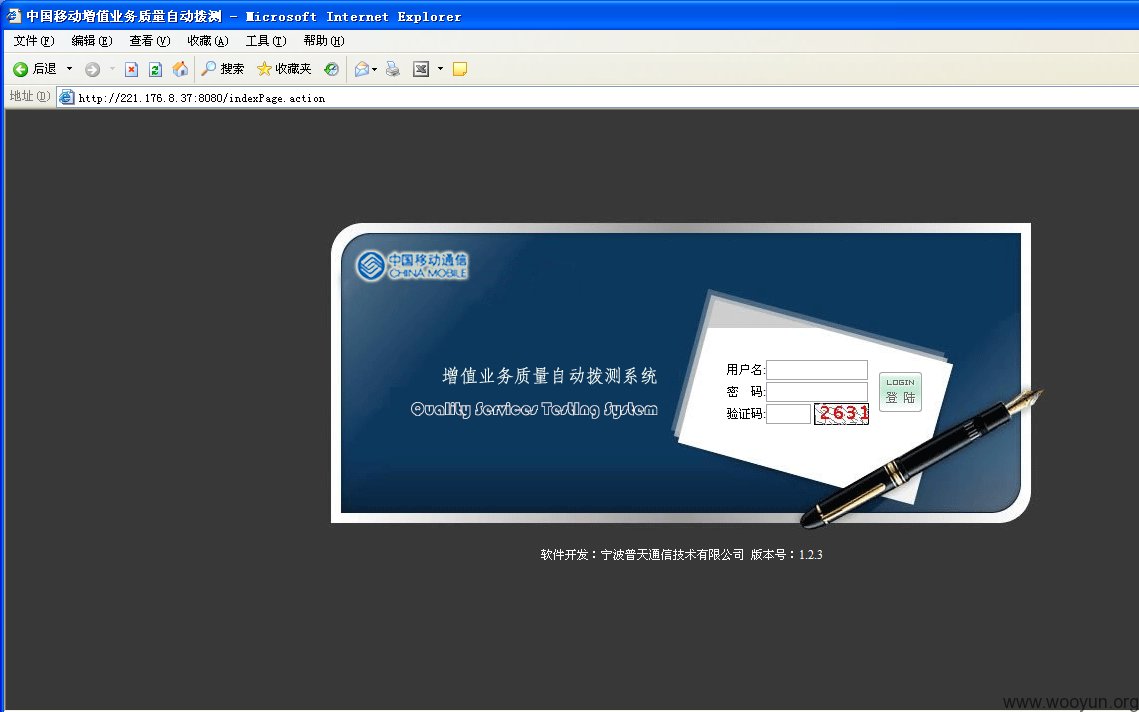 中国移动增值业务质量自动拨测 - Microsoft Internet Explorer
文件(F) 编辑(E) 查看(V) 收藏(A) 工具(T) 帮助(H)
后退 搜索 收藏夹
地址(D) http://221.176.8.37:8080/indexPage.action
中国移动通信
CHINA MOBILE
增值业务质量自动拨测系统
Quality Services Testing System
用户名:
密 码:
验证码: 2631
LOGIN
登 陆
软件开发：宁波普天通信技术有限公司 版本号：1.2.3
www.wooyun.org